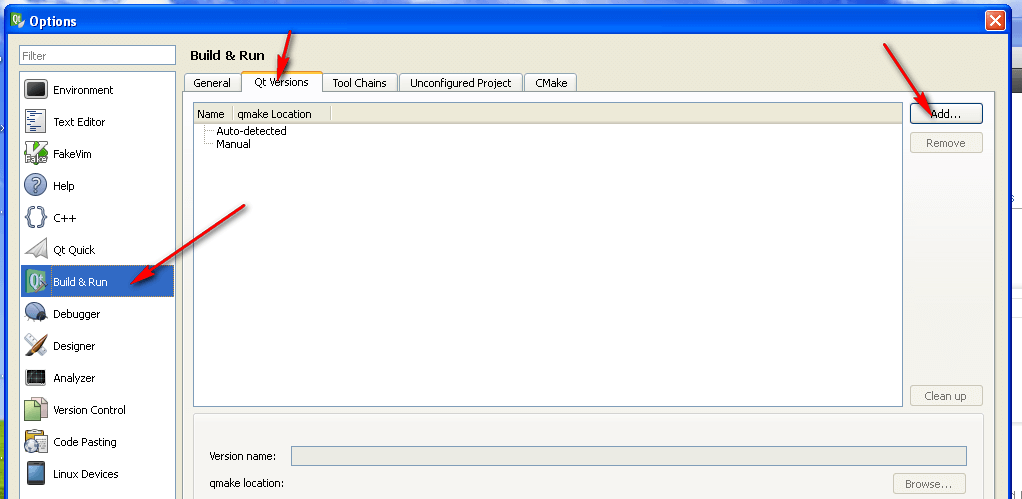 Options
Filter
Environment
Text Editor
FakeVim
Help
C++
Qt Quick
Build & Run
Debugger
Designer
Analyzer
Version Control
Code Pasting
Linux Devices
Build & Run
General Qt Versions Tool Chains Unconfigured Project CMake
Name qmake Location
Auto-detected
Manual
Add...
Remove
Clean up
Version name:
qmake location:
Browse...